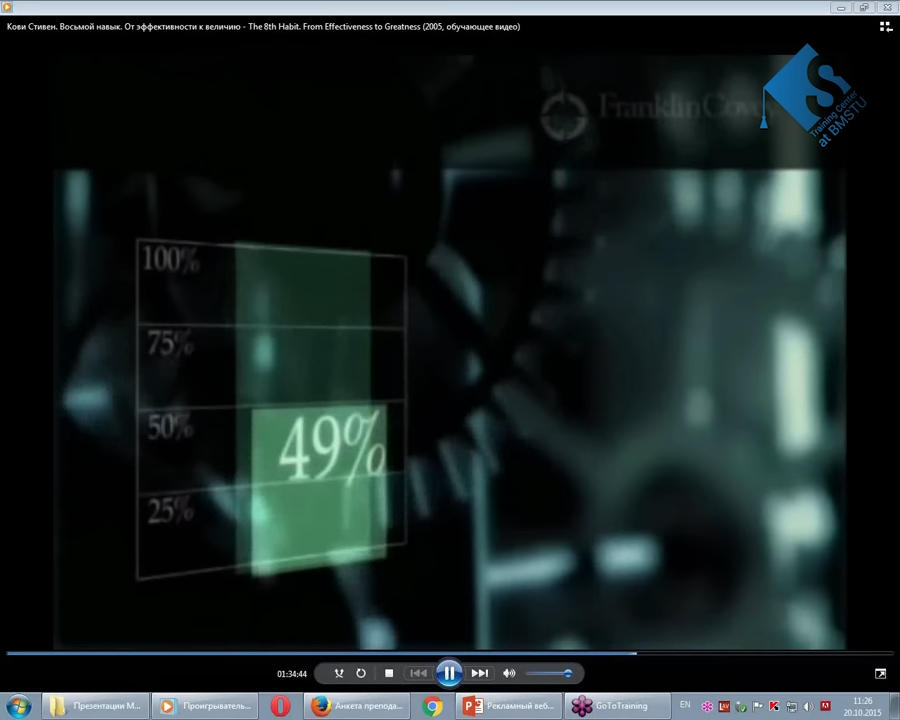 Кови Стивен. Восьмой навык. От эффективности к величию - The 8th Habit. From Effectiveness to Greatness (2005, обучающее видео)
FranklinCovey
S
Training Center
at BMSTU
100%
75%
50%
49%
25%
01:34:44
Презентации М...
Проигрыватель...
Анкета препода...
Рекламный веб...
GoToTraining
EN
11:26
20.10.2015